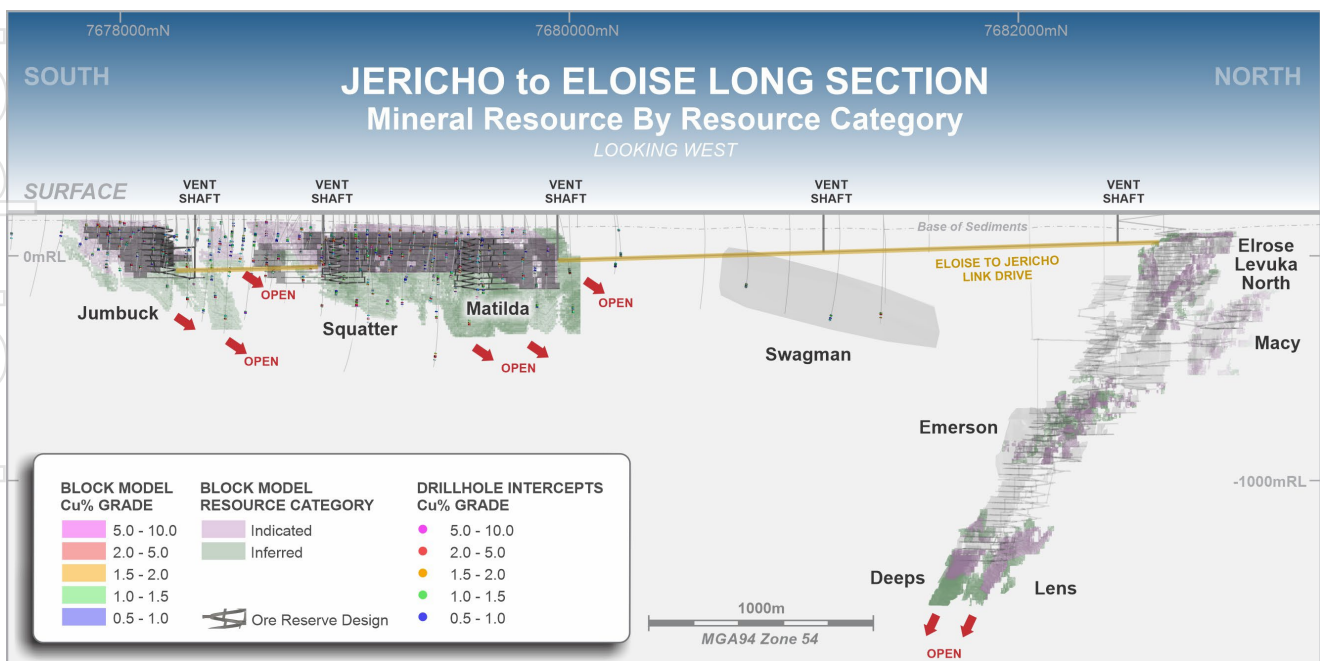 7678000mN
7680000mN
7682000mN
SOUTH
NORTH
JERICHO to ELOISE LONG SECTION
Mineral Resource By Resource Category
LOOKING WEST
SURFACE
VENT
SHAFT
VENT
SHAFT
VENT
SHAFT
VENT
SHAFT
VENT
SHAFT
Base of Sediments
0mRL
ELOISE TO JERICHO
LINK DRIVE
Elrose
Levuka
North
OPEN
OPEN
Jumbuck
Squatter
Matilda
Macy
Swagman
OPEN
OPEN
Emerson
-1000mRL
BLOCK MODEL
Cu% GRADE
5.0 - 10.0
2.0 - 5.0
1.5 - 2.0
1.0 - 1.5
0.5 - 1.0
BLOCK MODEL
RESOURCE CATEGORY
Indicated
Inferred
Ore Reserve Design
DRILLHOLE INTERCEPTS
Cu% GRADE
5.0 - 10.0
2.0 - 5.0
1.5 - 2.0
1.0 - 1.5
0.5 - 1.0
Deeps
Lens
1000m
MGA94 Zone 54
OPEN